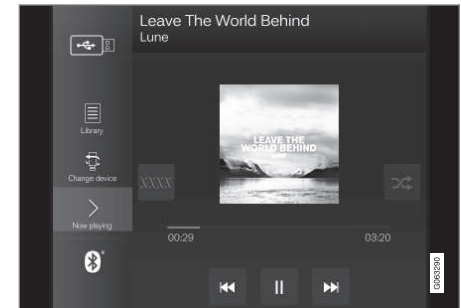 Leave The World Behind
Lune
Library
Change device
Now playing
LEAVE THE
WORLD BEHIND
LUNE
XXXX
00:29
03:20
G063290